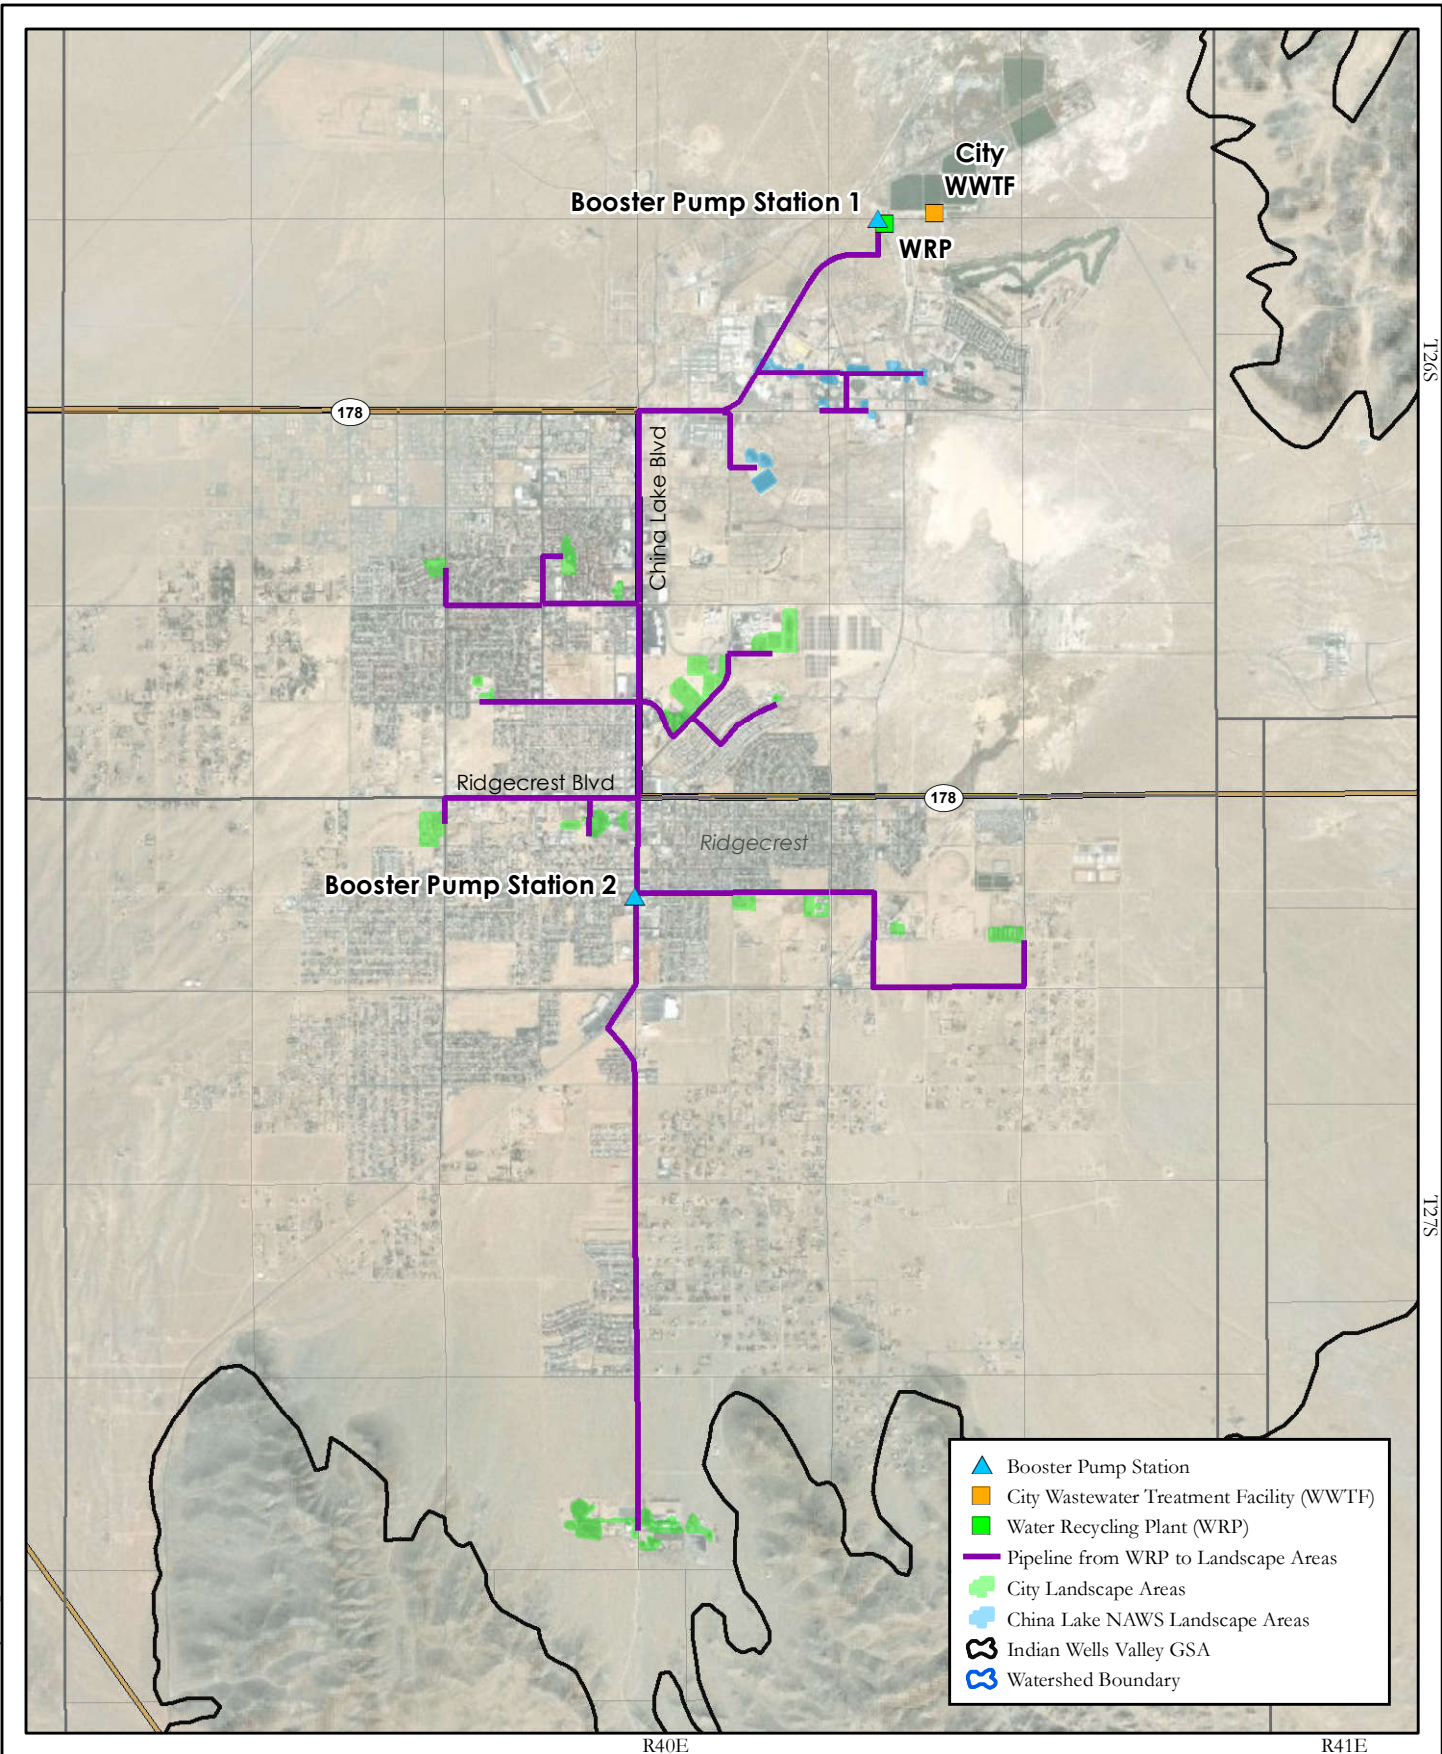 City
WWTF
Booster Pump Station 1
WRP
T26S
178
China Lake Blvd
Ridgecrest Blvd
178
Ridgecrest
Booster Pump Station 2
T27S
Booster Pump Station
City Wastewater Treatment Facility (WWTF)
Water Recycling Plant (WRP)
Pipeline from WRP to Landscape Areas
City Landscape Areas
China Lake NAWS Landscape Areas
Indian Wells Valley GSA
Watershed Boundary
R40E
R41E